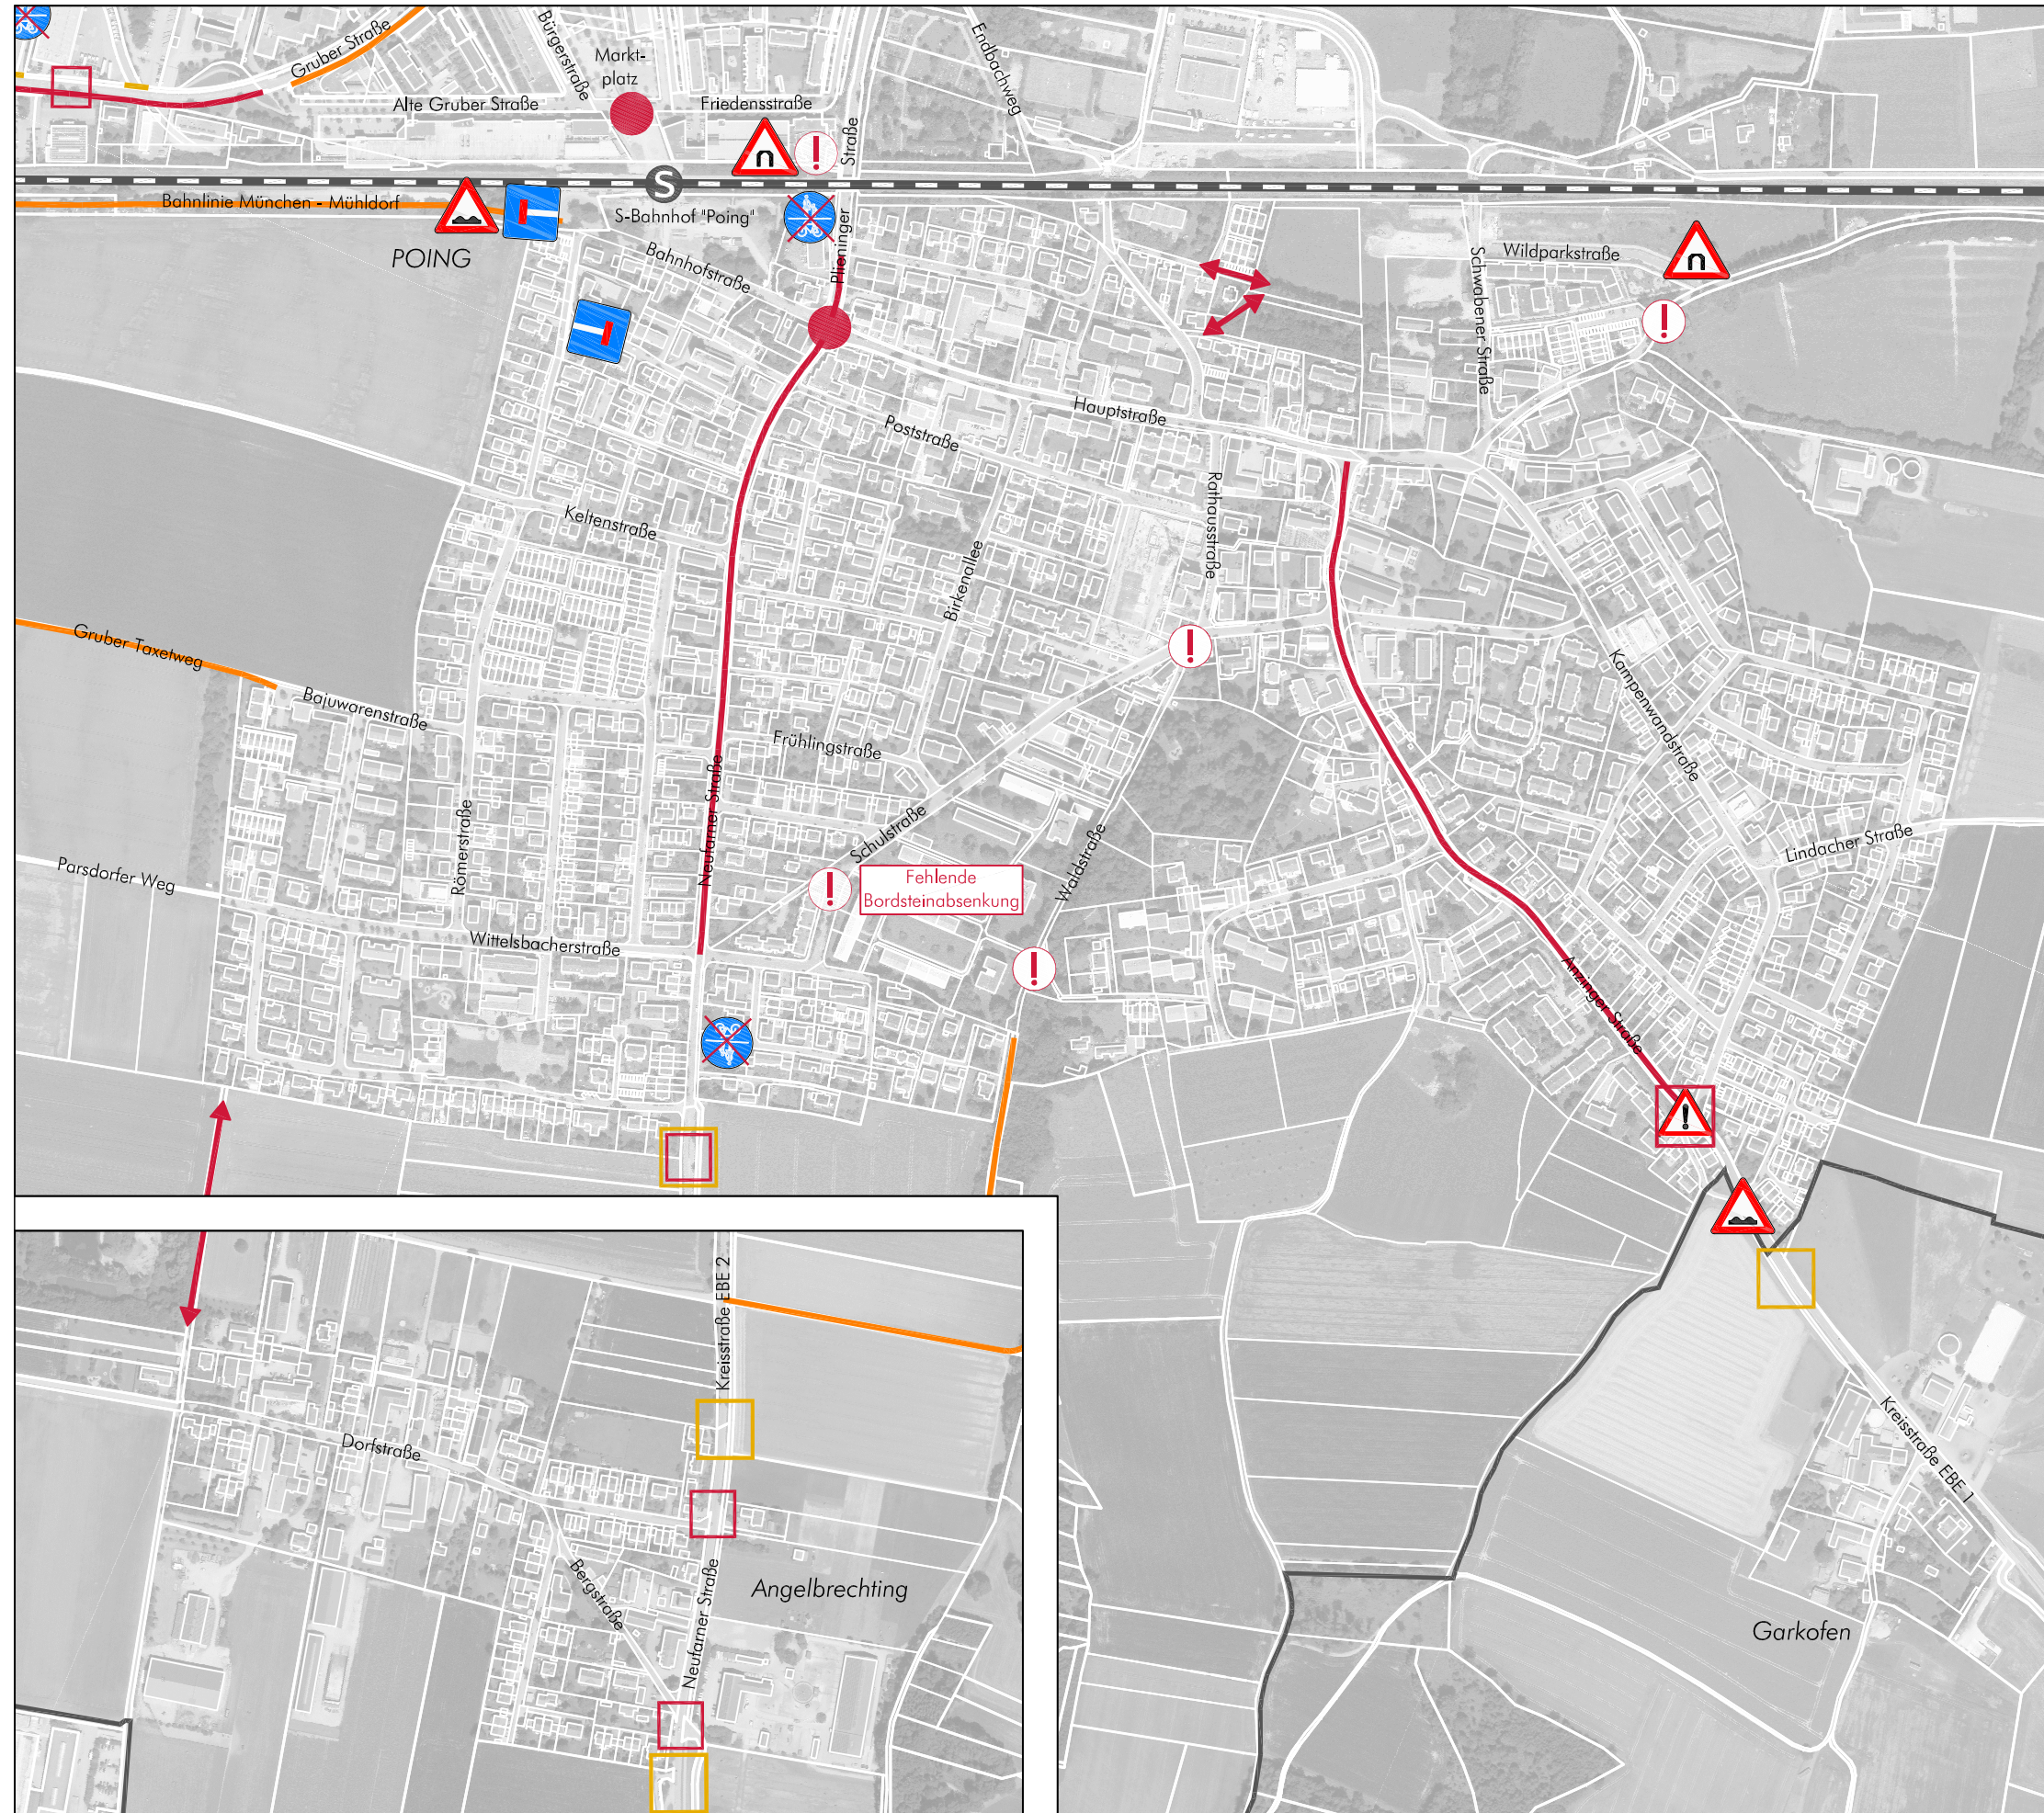 Gruber Straße
Bürgerstraße
Markt-
platz
Endbachweg
Alte Gruber Straße
Friedensstraße
Straße
S
Bahnlinie München - Mühldorf
S-Bahnhof "Poing"
Plieninger
POING
Bahnhofstraße
Wildparkstraße
Schwabener Straße
Hauptstraße
Poststraße
Rathausstraße
Keltenstraße
Birkenallee
Gruber Taxetweg
Bajuwarenstraße
Kampenwandstraße
Frühlingstraße
Neufarner Straße
Römerstraße
Schulstraße
Waldstraße
Lindacher Straße
Parsdorfer Weg
Fehlende
Bordsteinabsenkung
Wittelsbacherstraße
Anzinger Straße
Kreisstraße EBE 2
Kreisstraße EBE 1
Dorfstraße
Bergstraße
Neufarner Straße
Angelbrechting
Garkofen